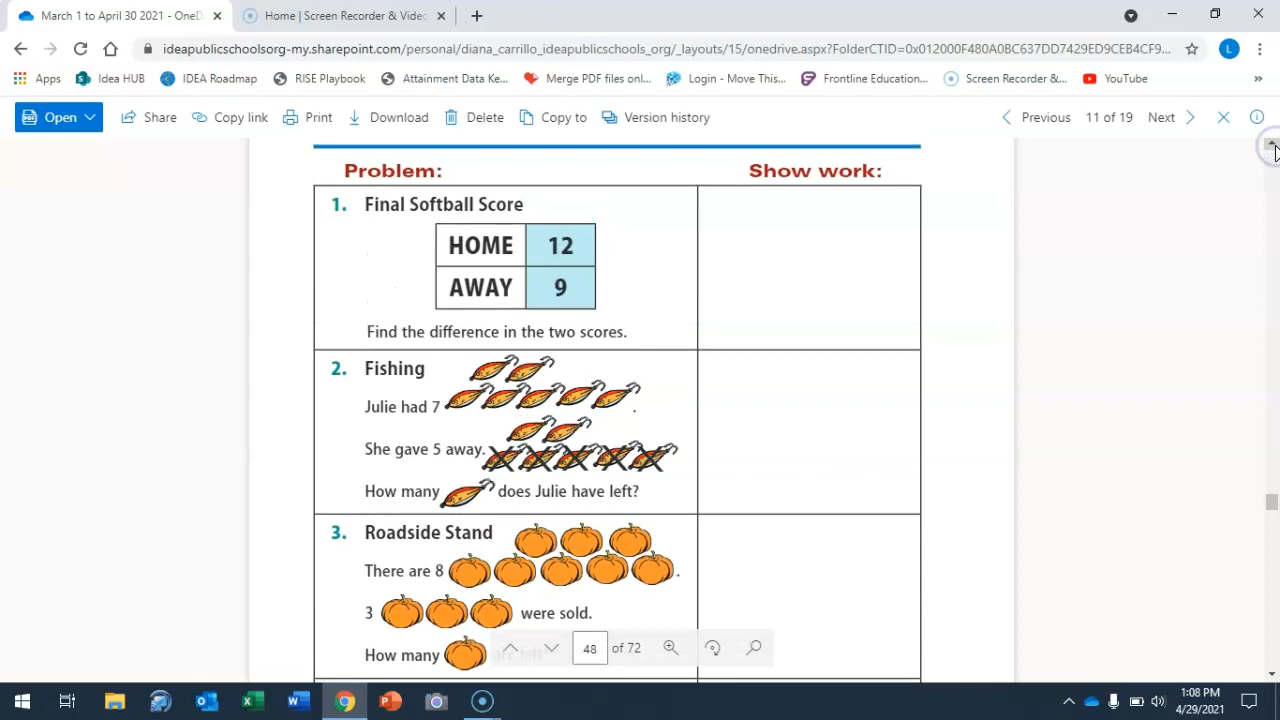 March 1 to April 30 2021 - OneD
Home | Screen Recorder & Video
ideapublicschoolsorg-my.sharepoint.com/personal/diana_carrillo_ideapublicschools_org/_layouts/15/onedrive.aspx?FolderCTID=0x012000F480A0BC637DD7429ED9CEB4CF9...
L
Apps Idea HUB IDEA Roadmap RISE Playbook Attainment Data Ke... Merge PDF files onl... Login - Move This... Frontline Education... Screen Recorder &... YouTube »
Open Share Copy link Print Download Delete Copy to Version history Previous 11 of 19 Next
Problem: Show work:
1. Final Softball Score
HOME 12
AWAY 9
Find the difference in the two scores.
2. Fishing
Julie had 7 .
She gave 5 away.
How many does Julie have left?
3. Roadside Stand
There are 8 .
3 were sold.
How many
48 of 72
1:08 PM
4/29/2021